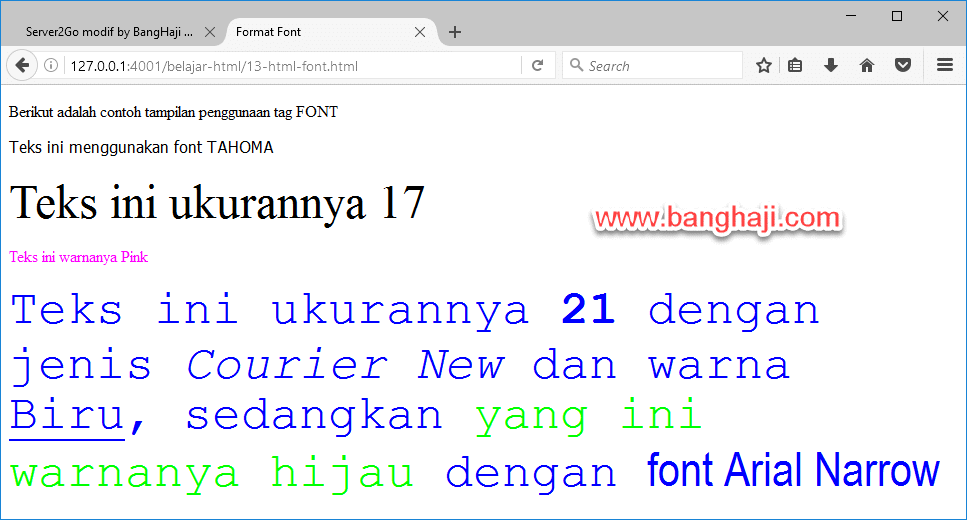 Server2Go modif by BangHaji ...
Format Font
127.0.0.1:4001/belajar-html/13-html-font.html
Search
Berikut adalah contoh tampilan penggunaan tag FONT
Teks ini menggunakan font TAHOMA
Teks ini ukurannya 17
www.banghaji.com
Teks ini warnanya Pink
Teks ini ukurannya 21 dengan
jenis Courier New dan warna
Biru, sedangkan yang ini
warnanya hijau dengan font Arial Narrow